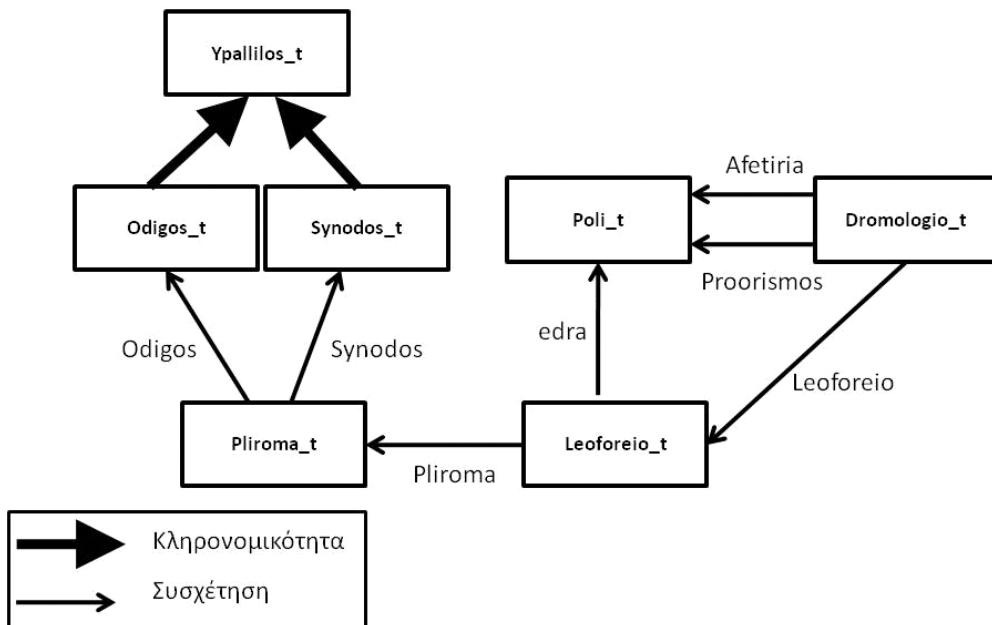 Ypallilos_t
Odigos_t
Synodos_t
Poli_t
Afetiria
Dromologio_t
Proorismos
Odigos
Synodos
edra
Leoforeio
Pliroma_t
Pliroma
Leoforeio_t
Κληρονομικότητα
Συσχέτηση